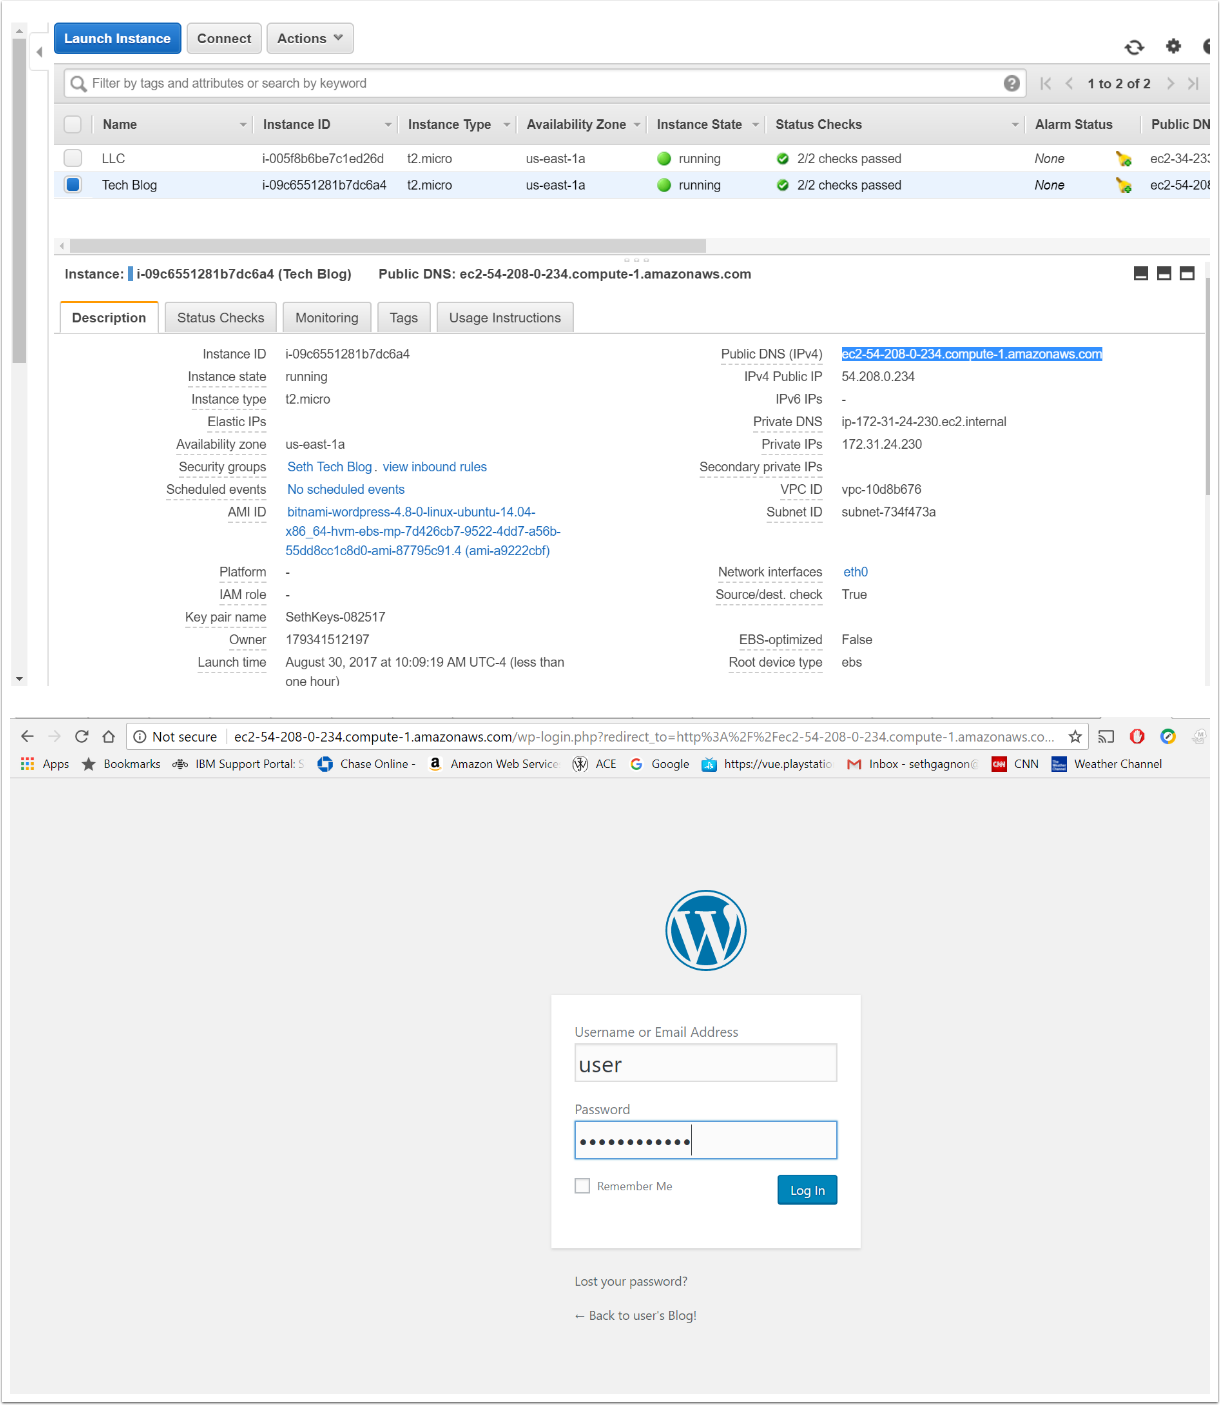 Launch Instance Connect Actions
Filter by tags and attributes or search by keyword 1 to 2 of 2
Name Instance ID Instance Type Availability Zone Instance State Status Checks Alarm Status Public DN
LLC i-005f8b6be7c1ed26d t2.micro us-east-1a running 2/2 checks passed None ec2-34-233
Tech Blog i-09c6551281b7dc6a4 t2.micro us-east-1a running 2/2 checks passed None ec2-54-208
Instance: i-09c6551281b7dc6a4 (Tech Blog) Public DNS: ec2-54-208-0-234.compute-1.amazonaws.com
Description Status Checks Monitoring Tags Usage Instructions
Instance ID i-09c6551281b7dc6a4 Public DNS (IPv4) ec2-54-208-0-234.compute-1.amazonaws.com
Instance state running IPv4 Public IP 54.208.0.234
Instance type t2.micro IPv6 IPs -
Elastic IPs Private DNS ip-172-31-24-230.ec2.internal
Availability zone us-east-1a Private IPs 172.31.24.230
Security groups Seth Tech Blog. view inbound rules Secondary private IPs
Scheduled events No scheduled events VPC ID vpc-10d8b676
AMI ID bitnami-wordpress-4.8-0-linux-ubuntu-14.04- Subnet ID subnet-734f473a
x86_64-hvm-ebs-mp-7d426cb7-9522-4dd7-a56b-
55dd8cc1c8d0-ami-87795c91.4 (ami-a9222cbf)
Platform - Network interfaces eth0
IAM role - Source/dest. check True
Key pair name SethKeys-082517
Owner 179341512197 EBS-optimized False
Launch time August 30, 2017 at 10:09:19 AM UTC-4 (less than Root device type ebs
one hour)
Not secure ec2-54-208-0-234.compute-1.amazonaws.com/wp-login.php?redirect_to=http%3A%2F%2Fec2-54-208-0-234.compute-1.amazonaws.co...
Apps Bookmarks IBM Support Portal: S Chase Online - Amazon Web Service ACE Google https://vue.playstatio Inbox - sethgagnon@ CNN Weather Channel
Username or Email Address
user
Password
Remember Me Log In
Lost your password?
← Back to user's Blog!